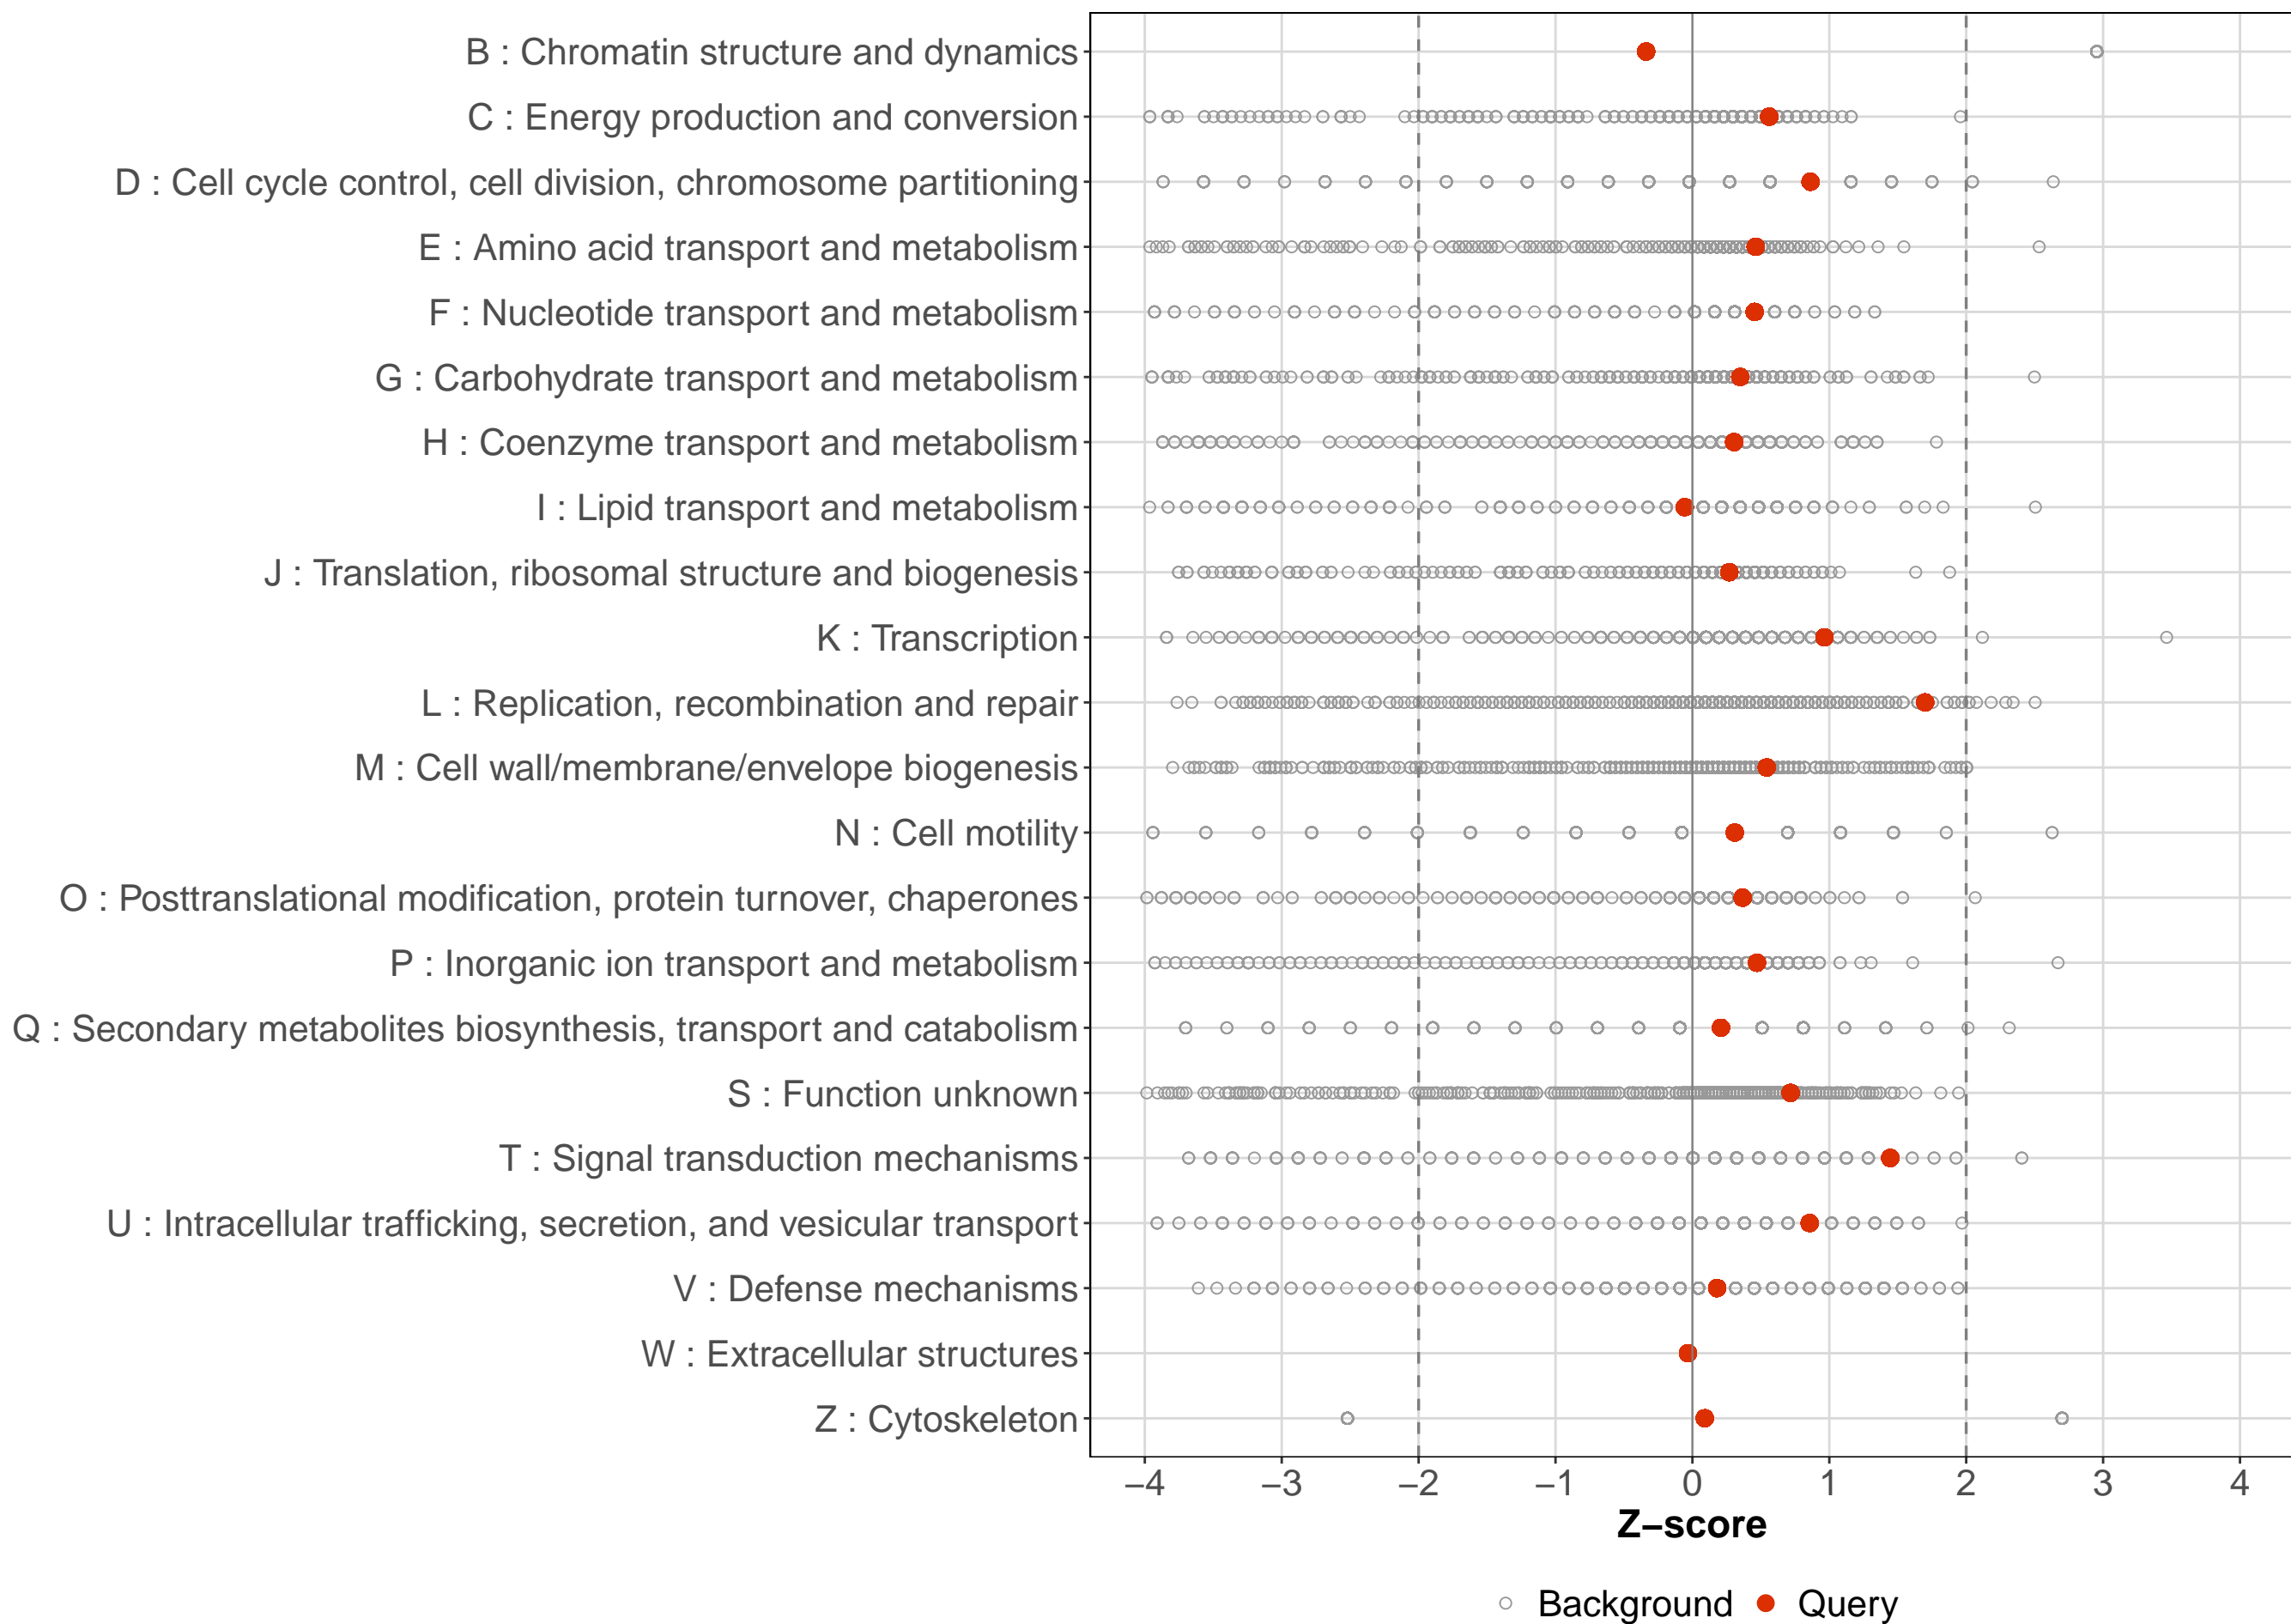 B : Chromatin structure and dynamics
C : Energy production and conversion
D : Cell cycle control, cell division, chromosome partitioning
E : Amino acid transport and metabolism
F : Nucleotide transport and metabolism
G : Carbohydrate transport and metabolism
H : Coenzyme transport and metabolism
I : Lipid transport and metabolism
J : Translation, ribosomal structure and biogenesis
K : Transcription
L : Replication, recombination and repair
M : Cell wall/membrane/envelope biogenesis
N : Cell motility
O : Posttranslational modification, protein turnover, chaperones
P : Inorganic ion transport and metabolism
Q : Secondary metabolites biosynthesis, transport and catabolism
S : Function unknown
T : Signal transduction mechanisms
U : Intracellular trafficking, secretion, and vesicular transport
V : Defense mechanisms
W : Extracellular structures
Z : Cytoskeleton
−4 −3 −2 −1 0 1 2 3 4
Z−score
Background Query